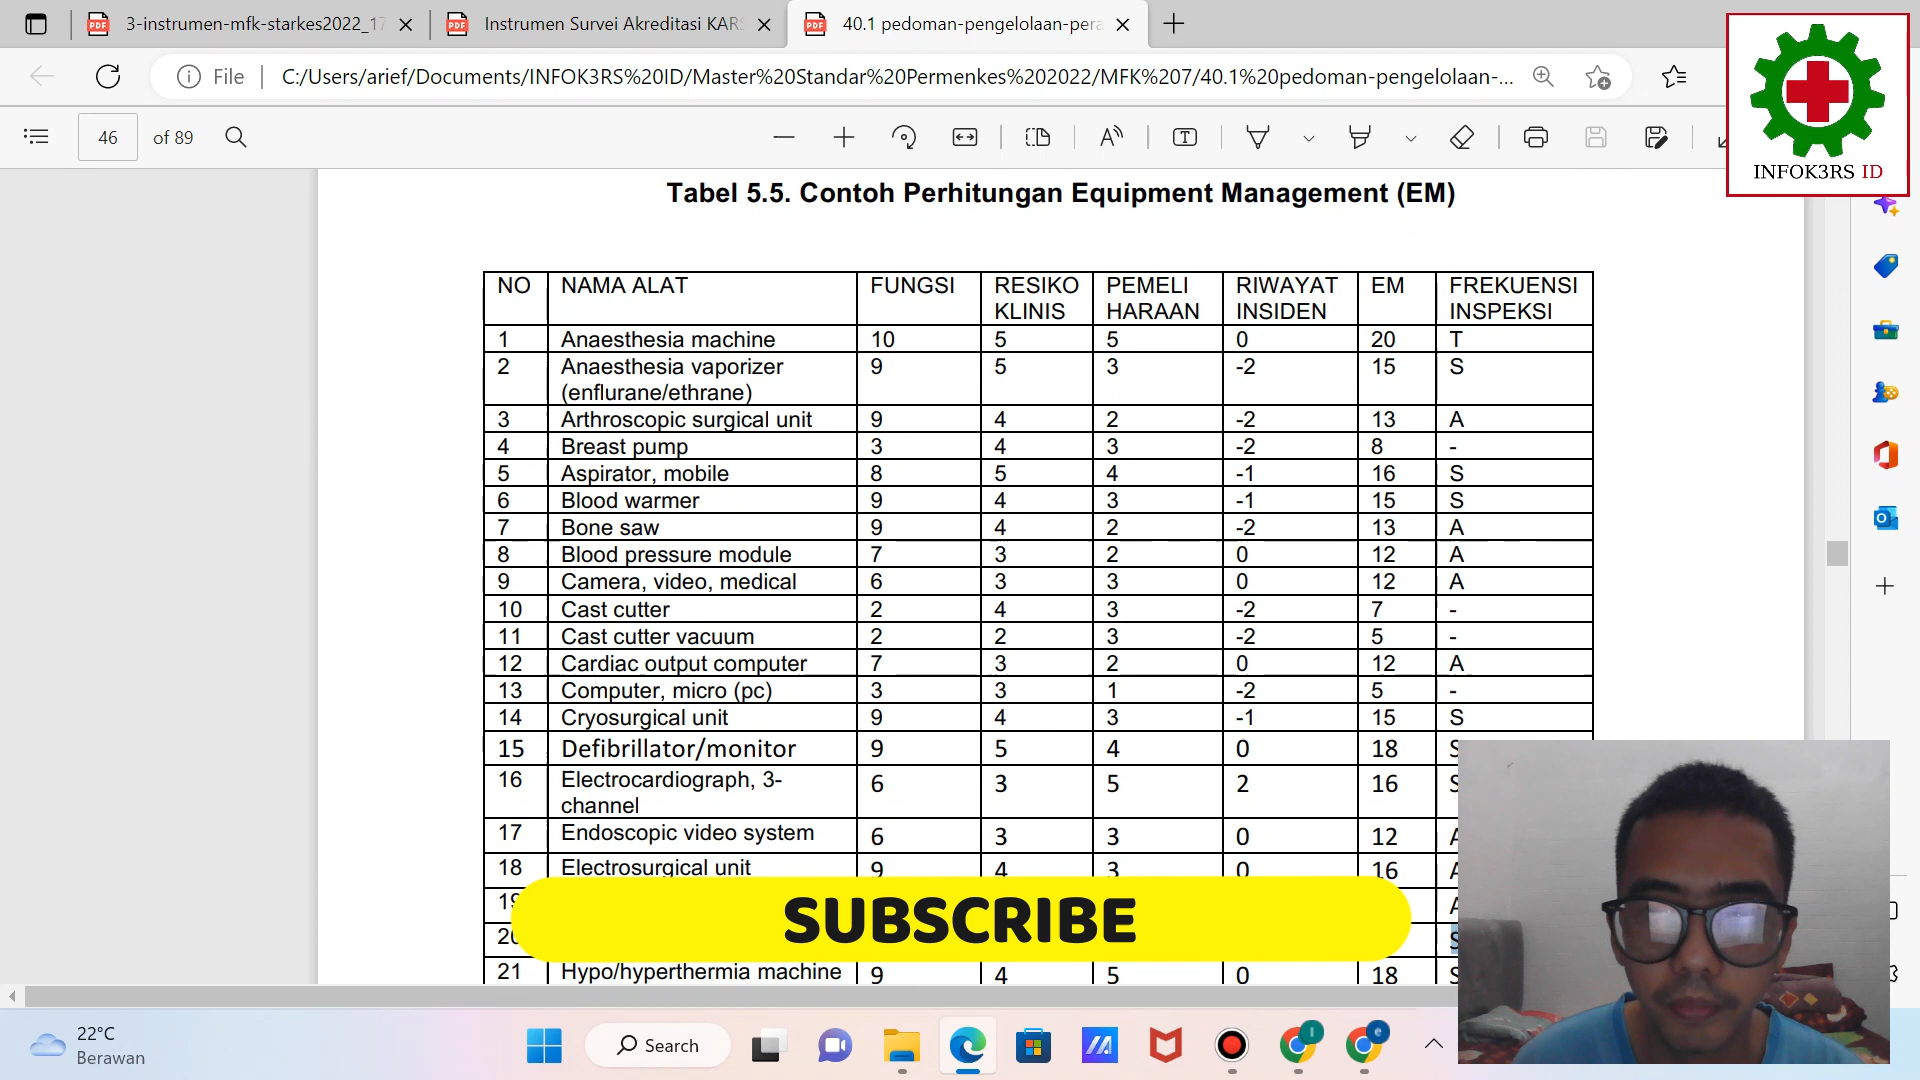 3-instrumen-mfk-starkes2022_17
Instrumen Survei Akreditasi KARS
40.1 pedoman-pengelolaan-pera
File
C:/Users/arief/Documents/INFOK3RS%20ID/Master%20Standar%20Permenkes%202022/MFK%207/40.1%20pedoman-pengelolaan-...
INFOK3RS ID
46 of 89
Tabel 5.5. Contoh Perhitungan Equipment Management (EM)
NO NAMA ALAT FUNGSI RESIKO KLINIS PEMELI HARAAN RIWAYAT INSIDEN EM FREKUENSI INSPEKSI
1 Anaesthesia machine 10 5 5 0 20 T
2 Anaesthesia vaporizer (enflurane/ethrane) 9 5 3 -2 15 S
3 Arthroscopic surgical unit 9 4 2 -2 13 A
4 Breast pump 3 4 3 -2 8 -
5 Aspirator, mobile 8 5 4 -1 16 S
6 Blood warmer 9 4 3 -1 15 S
7 Bone saw 9 4 2 -2 13 A
8 Blood pressure module 7 3 2 0 12 A
9 Camera, video, medical 6 3 3 0 12 A
10 Cast cutter 2 4 3 -2 7 -
11 Cast cutter vacuum 2 2 3 -2 5 -
12 Cardiac output computer 7 3 2 0 12 A
13 Computer, micro (pc) 3 3 1 -2 5 -
14 Cryosurgical unit 9 4 3 -1 15 S
15 Defibrillator/monitor 9 5 4 0 18 S
16 Electrocardiograph, 3-channel 6 3 5 2 16 S
17 Endoscopic video system 6 3 3 0 12 A
18 Electrosurgical unit 9 4 3 0 16 A
19 A
20 S
21 Hypo/hyperthermia machine 9 4 5 0 18 S
SUBSCRIBE
22°C
Berawan
Search